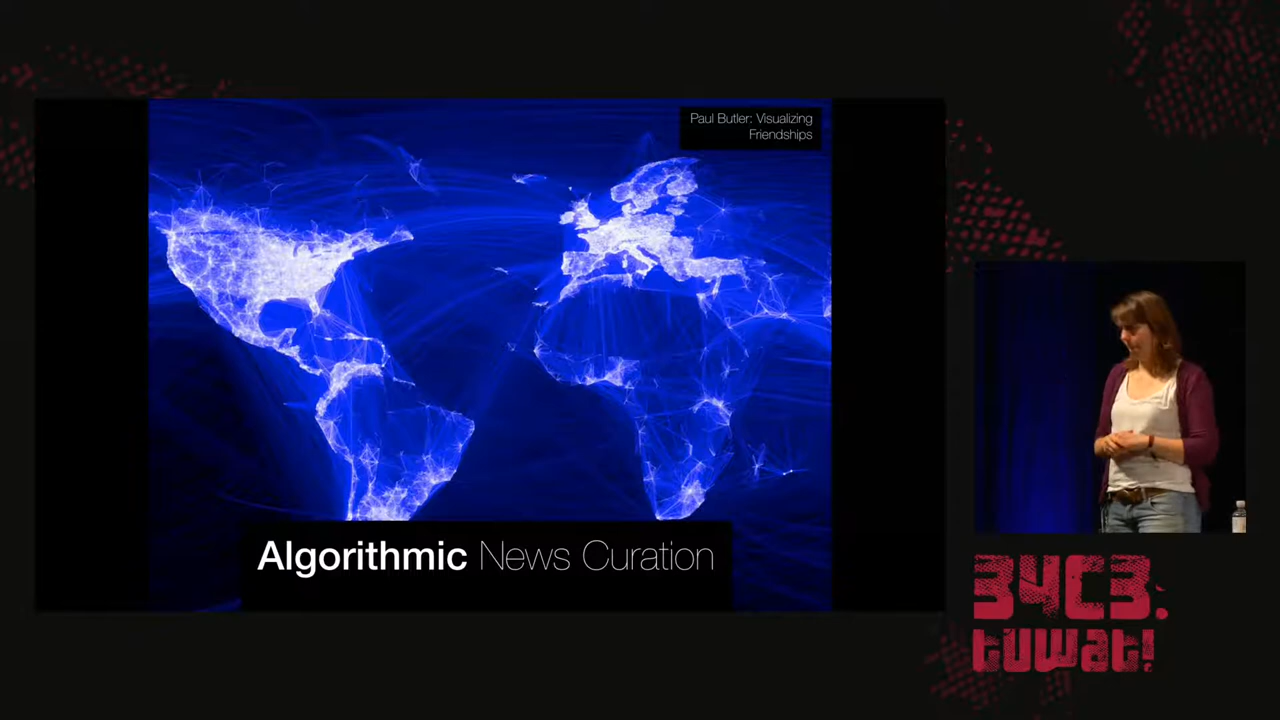 Paul Butler: Visualizing
Friendships
Algorithmic News Curation
34C3.
tuwat!